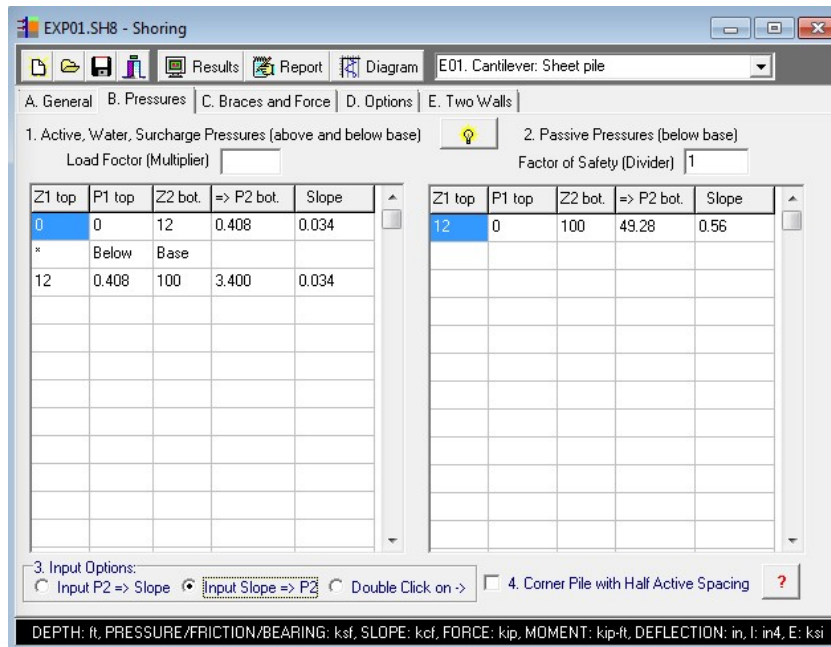 EXP01.SH8 - Shoring
Results Report Diagram E01. Cantilever: Sheet pile
A. General B. Pressures C. Braces and Force D. Options E. Two Walls
1. Active, Water, Surcharge Pressures (above and below base) 2. Passive Pressures (below base)
Load Foctor (Multiplier) Factor of Safety (Divider) 1
Z1 top P1 top Z2 bot. => P2 bot. Slope Z1 top P1 top Z2 bot. => P2 bot. Slope
0 0 12 0.408 0.034 12 0 100 49.28 0.56
* Below Base
12 0.408 100 3.400 0.034
3. Input Options:
Input P2 => Slope Input Slope => P2 Double Click on -> 4. Corner Pile with Half Active Spacing ?
DEPTH: ft, PRESSURE/FRICTION/BEARING: ksf, SLOPE: kcf, FORCE: kip, MOMENT: kip-ft, DEFLECTION: in, I: in4, E: ksi